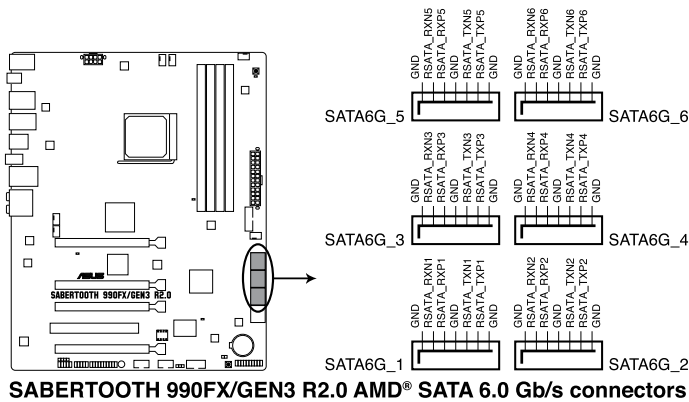 GND
RSATA_RXN5
RSATA_RXP5
GND
RSATA_TXN5
RSATA_TXP5
GND
GND
RSATA_RXN6
RSATA_RXP6
GND
RSATA_TXN6
RSATA_TXP6
GND
SATA6G_5
SATA6G_6
GND
RSATA_RXN3
RSATA_RXP3
GND
RSATA_TXN3
RSATA_TXP3
GND
GND
RSATA_RXN4
RSATA_RXP4
GND
RSATA_TXN4
RSATA_TXP4
GND
SATA6G_3
SATA6G_4
GND
RSATA_RXN1
RSATA_RXP1
GND
RSATA_TXN1
RSATA_TXP1
GND
GND
RSATA_RXN2
RSATA_RXP2
GND
RSATA_TXN2
RSATA_TXP2
GND
SATA6G_1
SATA6G_2
ASUS
SABERTOOTH 990FX/GEN3 R2.0
SABERTOOTH 990FX/GEN3 R2.0 AMD® SATA 6.0 Gb/s connectors